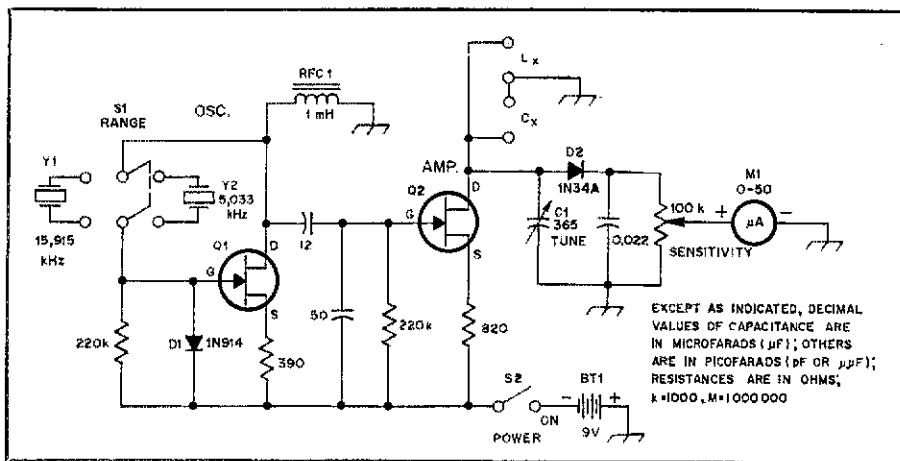 RFC 1
1 mH
OSC.
S1
RANGE
Y1
15,915
kHz
Y2
5,033
kHz
Q1
G
D
S
220k
D1
1N914
390
12
50
220k
AMP.
Q2
G
D
S
820
Lx
Cx
C1
365
TUNE
D2
1N34A
0.022
100 k
SENSITIVITY
M1
0-50
+
μA
-
S2
ON
POWER
-
BT1
+
9V
EXCEPT AS INDICATED, DECIMAL
VALUES OF CAPACITANCE ARE
IN MICROFARADS (μF); OTHERS
ARE IN PICOFARADS (pF OR μμF);
RESISTANCES ARE IN OHMS;
k=1000, M=1000000